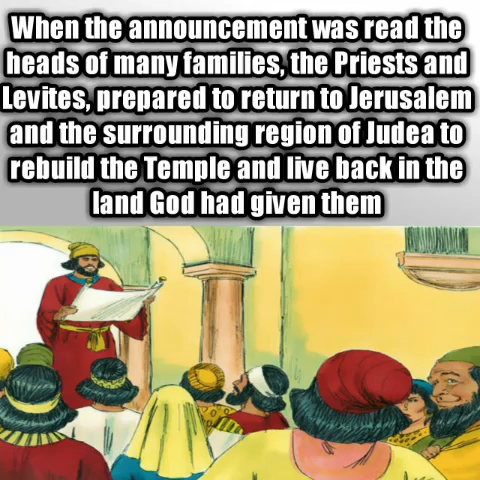 When the announcement was read the
heads of many families, the Priests and
Levites, prepared to return to Jerusalem
and the surrounding region of Judea to
rebuild the Temple and live back in the
land God had given them